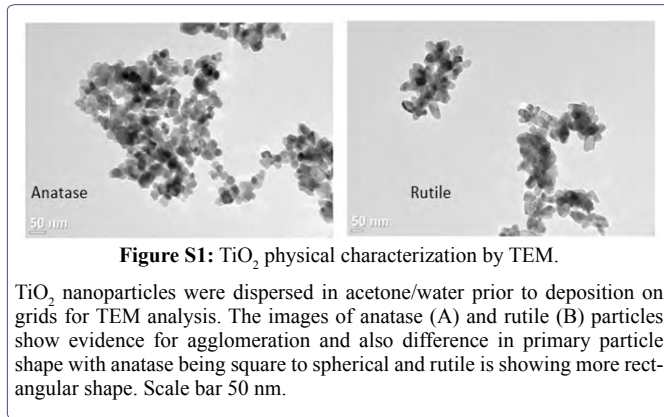 Anatase
50 nm
Rutile
50 nm
Figure S1: TiO₂ physical characterization by TEM.
TiO₂ nanoparticles were dispersed in acetone/water prior to deposition on
grids for TEM analysis. The images of anatase (A) and rutile (B) particles
show evidence for agglomeration and also difference in primary particle
shape with anatase being square to spherical and rutile is showing more rect-
angular shape. Scale bar 50 nm.